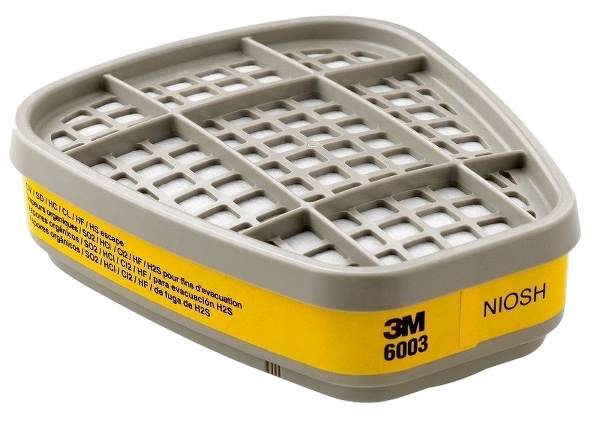 OV / SD / HC / CL / HF / HS escape
Vapeurs organiques / SO2 / HCl / Cl2 / HF / H2S pour fins d'evacuation
Vapores orgánicos / SO2 / HCl / Cl2 / HF / para evacuación H2S
Vapores orgânicos / SO2 / HCl / Cl2 / HF / de fuga de H2S
3M
6003
NIOSH